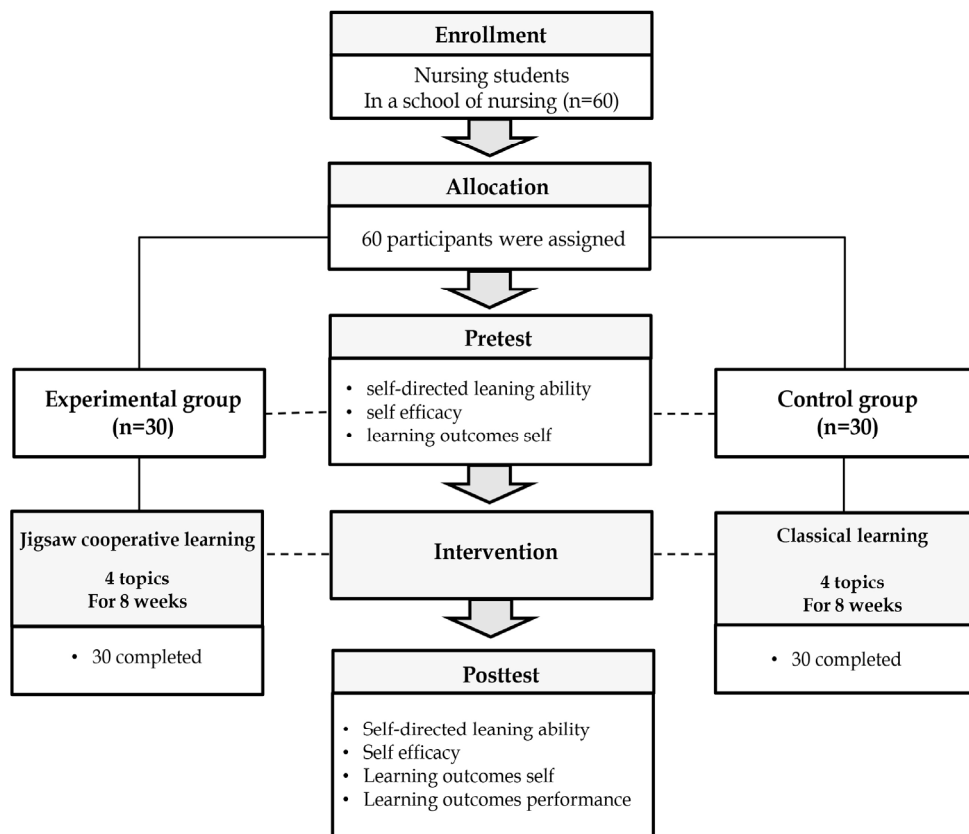 Enrollment
Nursing students
In a school of nursing (n=60)
Allocation
60 participants were assigned
Pretest
• self-directed leaning ability
• self efficacy
• learning outcomes self
Experimental group
(n=30)
Control group
(n=30)
Jigsaw cooperative learning
4 topics
For 8 weeks
• 30 completed
Intervention
Classical learning
4 topics
For 8 weeks
• 30 completed
Posttest
• Self-directed leaning ability
• Self efficacy
• Learning outcomes self
• Learning outcomes performance